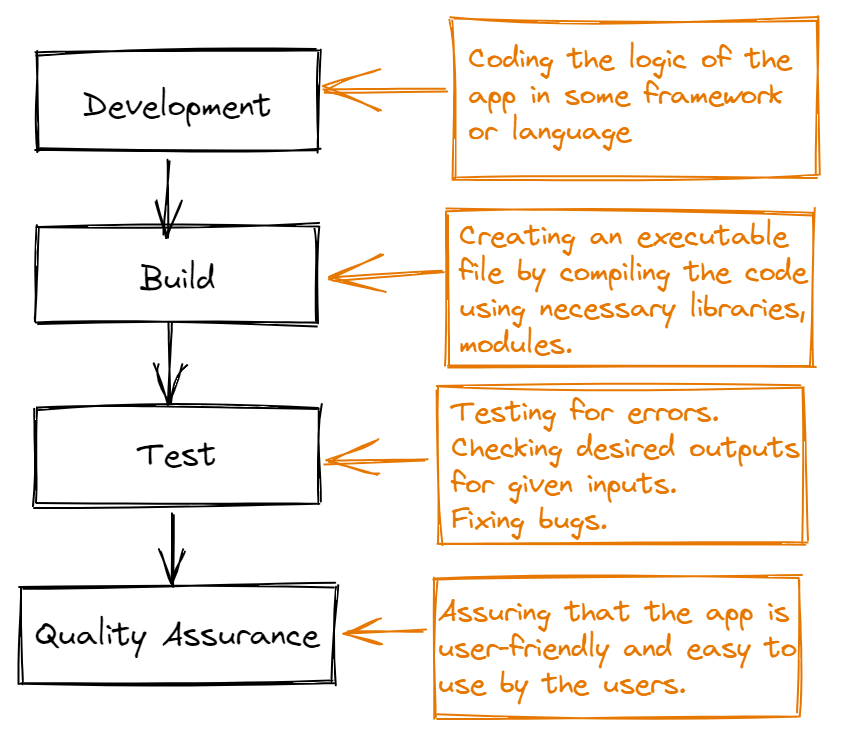 Development
Coding the logic of the
app in some framework
or language
Build
Creating an executable
file by compiling the code
using necessary libraries,
modules.
Test
Testing for errors.
Checking desired outputs
for given inputs.
Fixing bugs.
Quality Assurance
Assuring that the app is
user-friendly and easy to
use by the users.